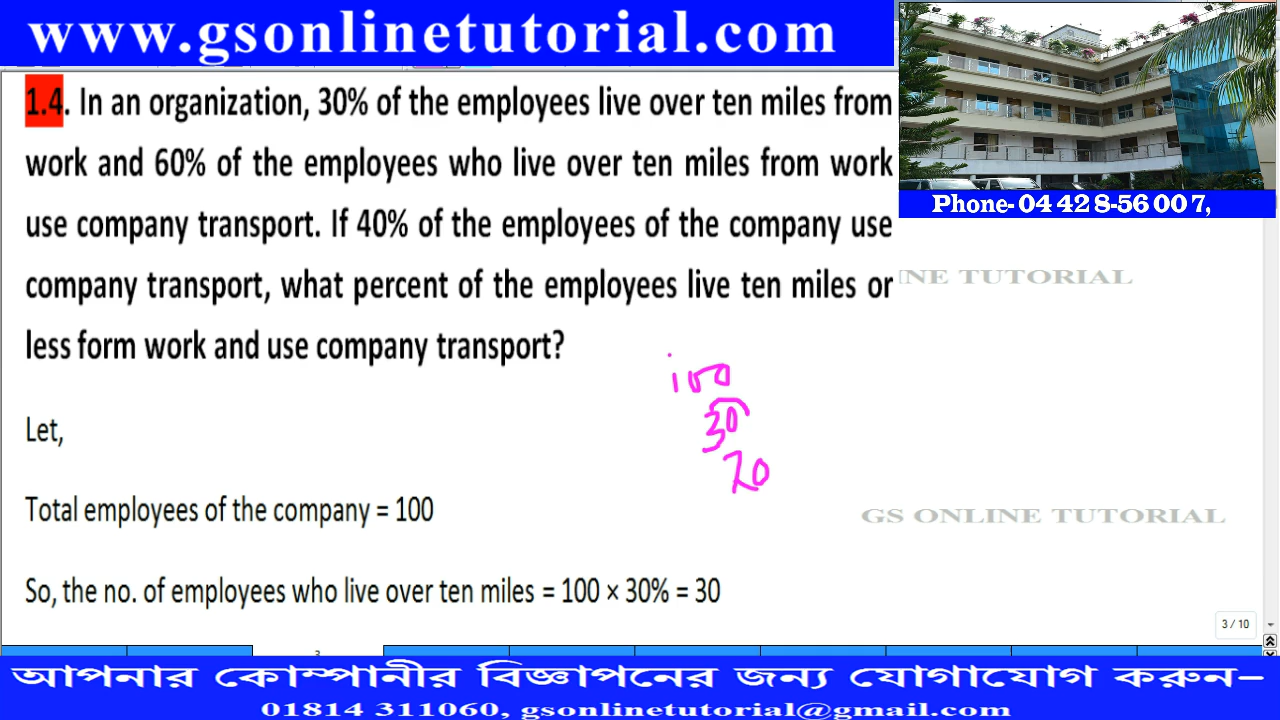 www.gsonlinetutorial.com
Phone- 04 42 8-56 00 7,
1.4. In an organization, 30% of the employees live over ten miles from
work and 60% of the employees who live over ten miles from work
use company transport. If 40% of the employees of the company use
company transport, what percent of the employees live ten miles or
less form work and use company transport?
INE TUTORIAL
100
30
70
Let,
Total employees of the company = 100
GS ONLINE TUTORIAL
So, the no. of employees who live over ten miles = 100 × 30% = 30
3 / 10
3
আপনার কোম্পানীর বিজ্ঞাপনের জন্য যোগাযোগ করুন–
01814 311060, gsonlinetutorial@gmail.com